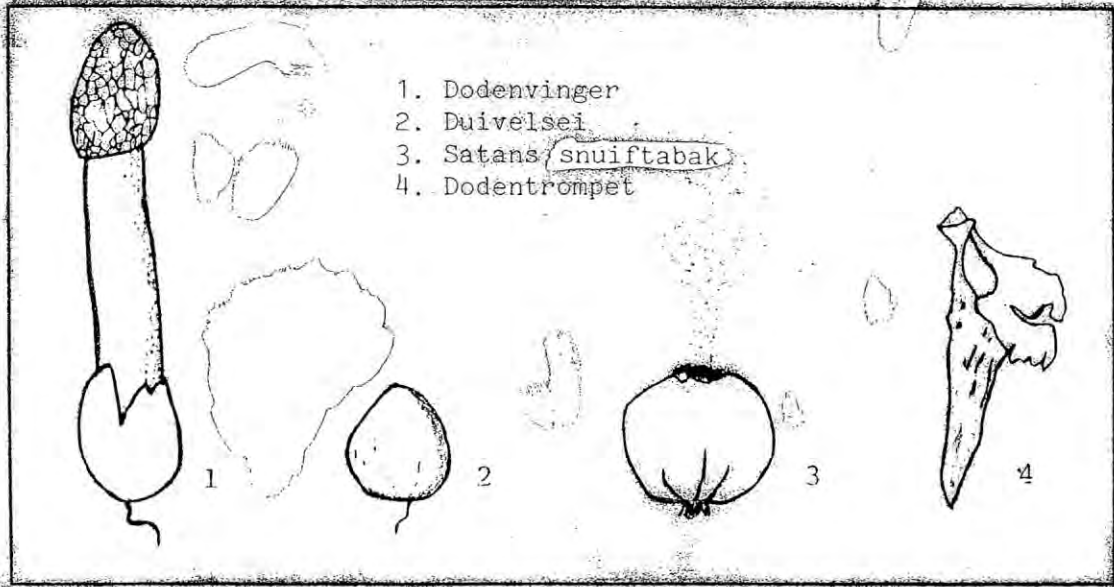 1. Dodenvinger
2. Duivelsei
3. Satans snuiftabak
4. Dodentrompet
1
2
3
4